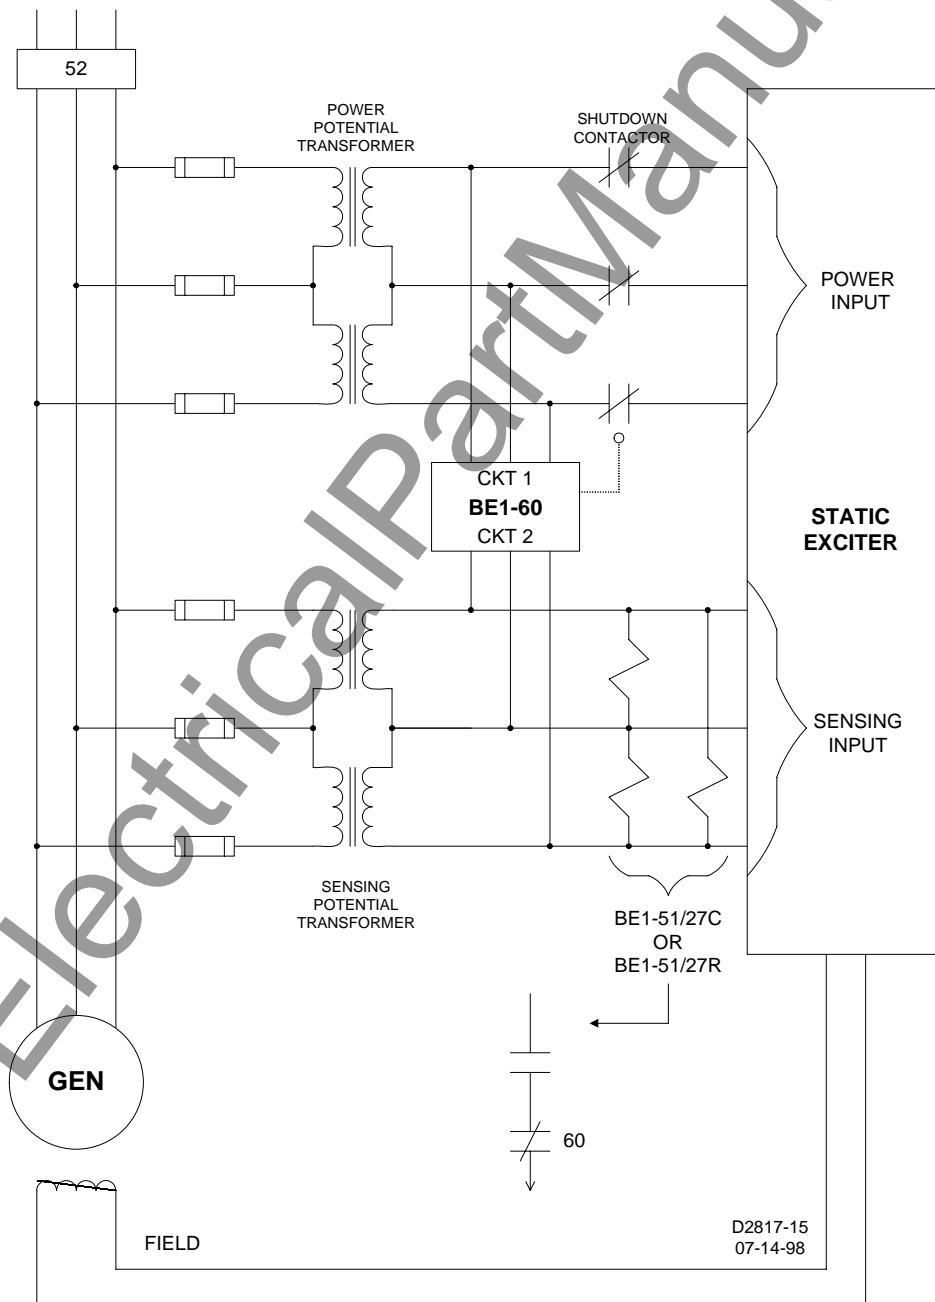 52
POWER
POTENTIAL
TRANSFORMER
SHUTDOWN
CONTACTOR
POWER
INPUT
CKT 1
BE1-60
CKT 2
STATIC
EXCITER
SENSING
INPUT
SENSING
POTENTIAL
TRANSFORMER
BE1-51/27C
OR
BE1-51/27R
GEN
60
FIELD
D2817-15
07-14-98
ElectricalPartManu